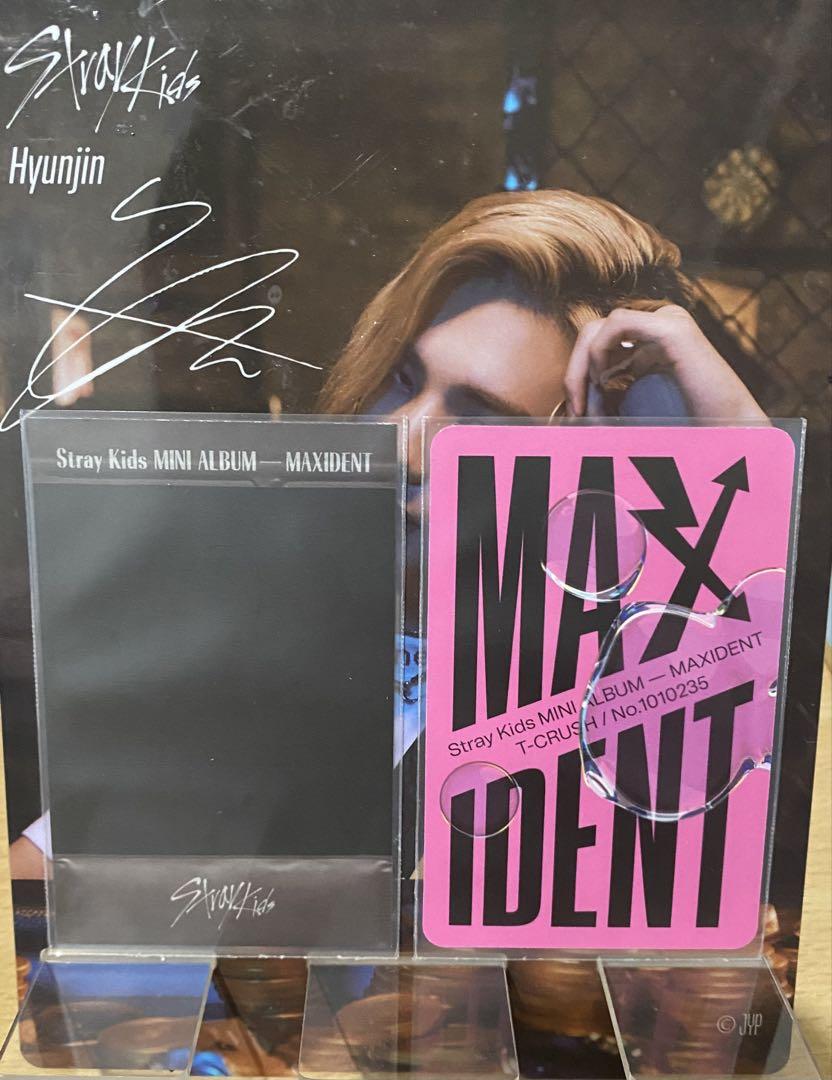 Stray Kids
Hyunjin
Stray Kids MINI ALBUM — MAXIDENT
Stray Kids
MAX
Stray Kids MINI ALBUM — MAXIDENT
T-CRUSH / No.1010235
IDENT
© JYP